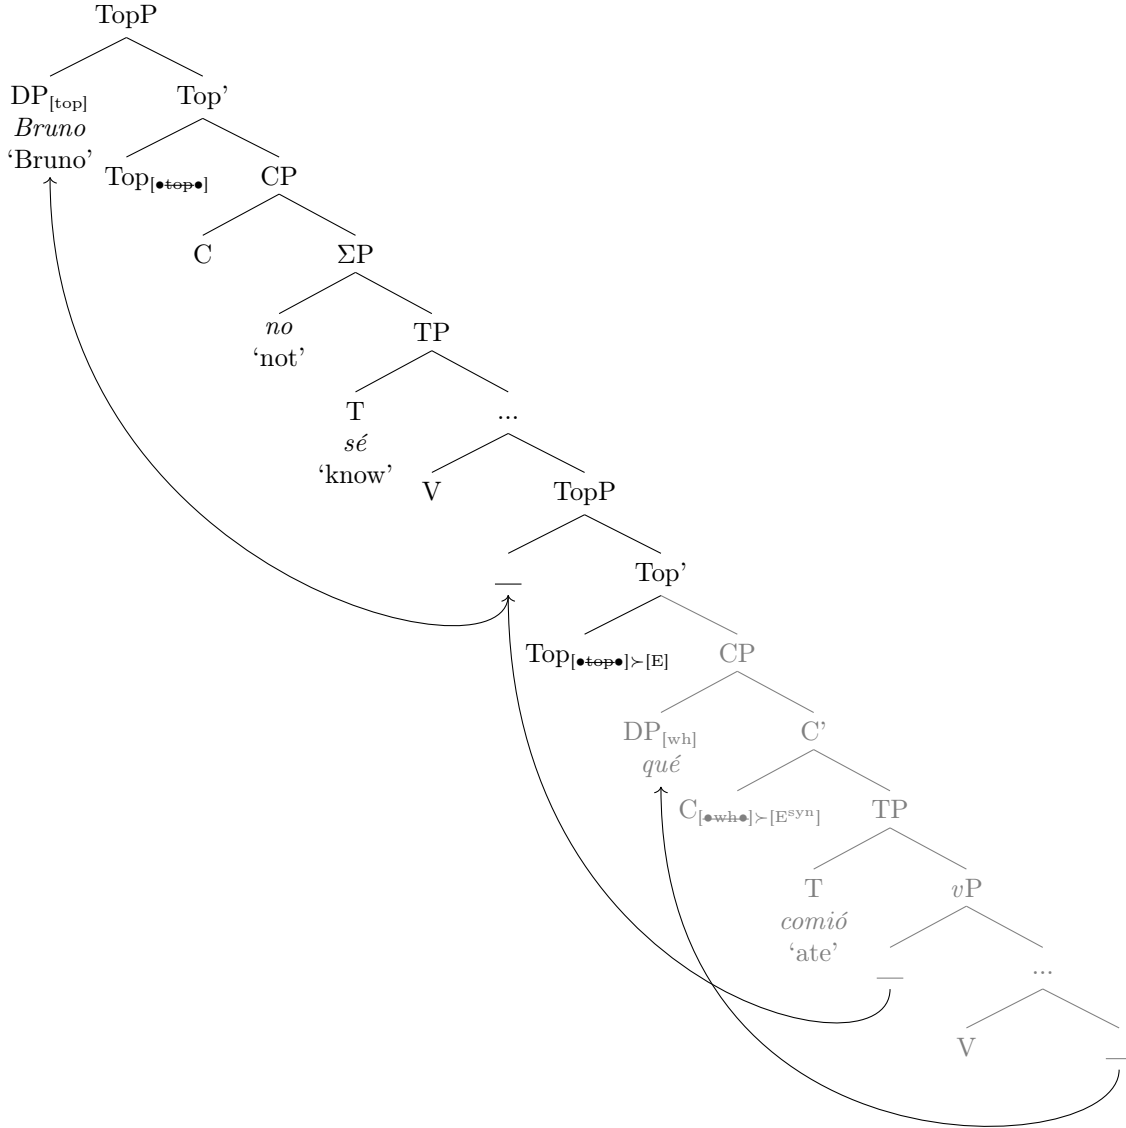 TopP
DP[top] Top'
Bruno
‘Bruno’ Top[●top●] CP
C ΣP
no TP
‘not’
T ...
sé
‘know’ V TopP
— Top'
Top[●top●]≻[E] CP
DP[wh] C'
qué
C[●wh●]≻[Esyn] TP
T vP
comió
‘ate’
— ...
V —